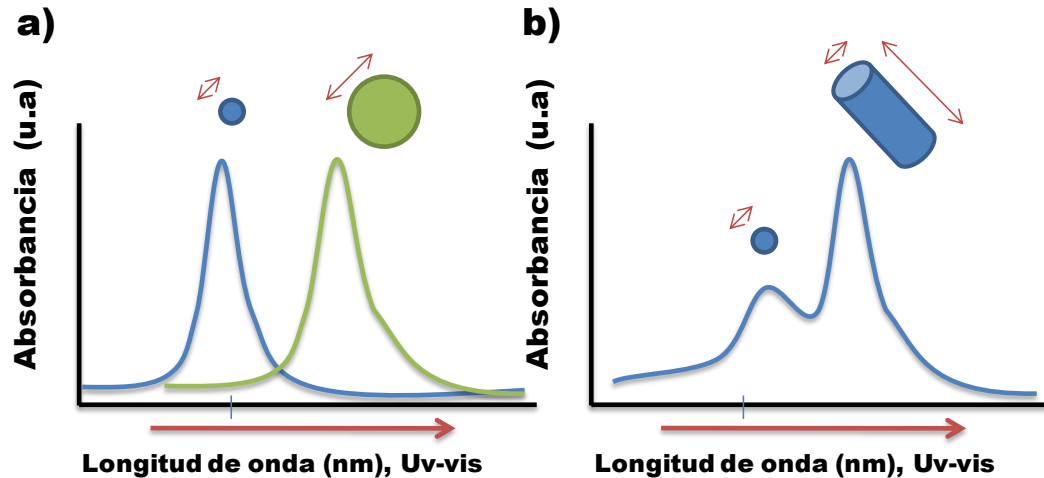 a)
Absorbancia (u.a)
Longitud de onda (nm), Uv-vis
b)
Absorbancia (u.a)
Longitud de onda (nm), Uv-vis